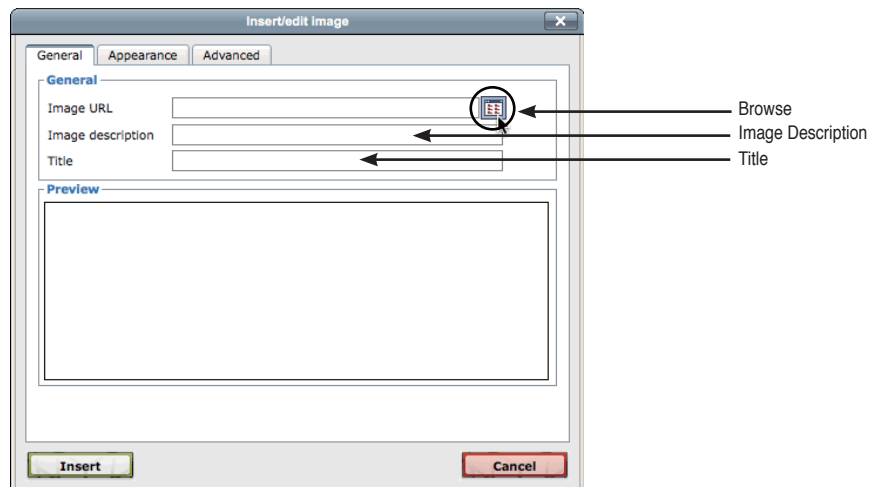 Insert/edit image
General Appearance Advanced
General
Image URL
Browse
Image description
Image Description
Title
Title
Preview
Insert
Cancel